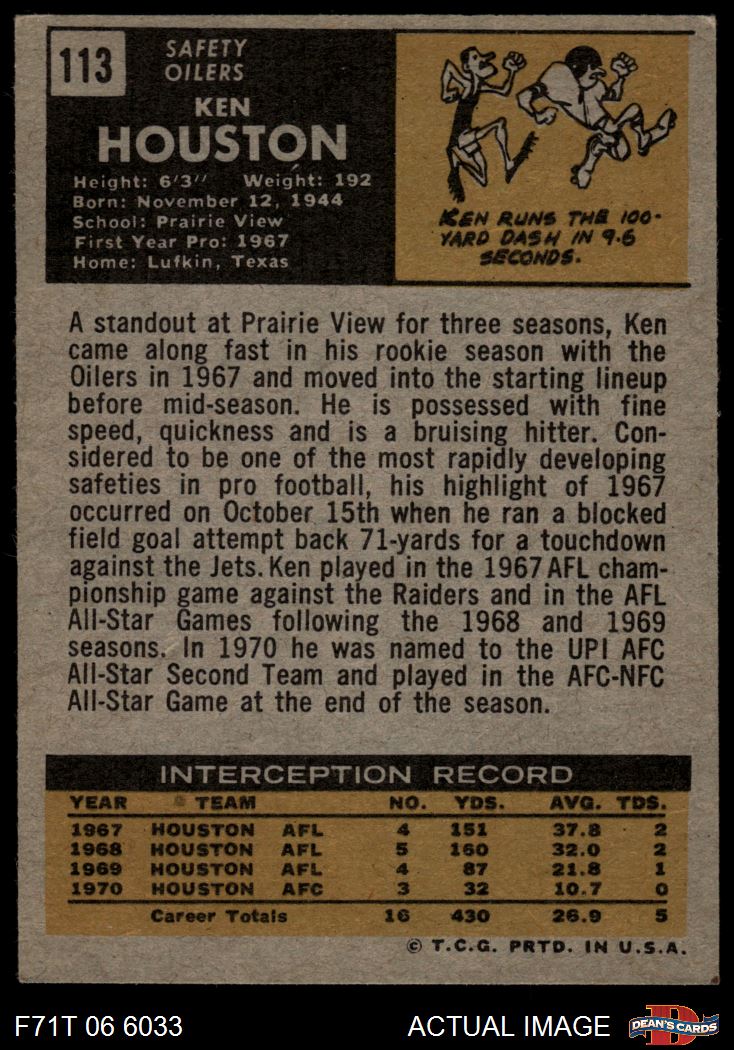 113
SAFETY
OILERS
KEN
HOUSTON
Height: 6'3'' Weight: 192
Born: November 12, 1944
School: Prairie View
First Year Pro: 1967
Home: Lufkin, Texas
KEN RUNS THE 100-
YARD DASH IN 9.6
SECONDS.
A standout at Prairie View for three seasons, Ken
came along fast in his rookie season with the
Oilers in 1967 and moved into the starting lineup
before mid-season. He is possessed with fine
speed, quickness and is a bruising hitter. Con-
sidered to be one of the most rapidly developing
safeties in pro football, his highlight of 1967
occurred on October 15th when he ran a blocked
field goal attempt back 71-yards for a touchdown
against the Jets. Ken played in the 1967 AFL cham-
pionship game against the Raiders and in the AFL
All-Star Games following the 1968 and 1969
seasons. In 1970 he was named to the UPI AFC
All-Star Second Team and played in the AFC-NFC
All-Star Game at the end of the season.
INTERCEPTION RECORD
YEAR TEAM NO. YDS. AVG. TDS.
1967 HOUSTON AFL 4 151 37.8 2
1968 HOUSTON AFL 5 160 32.0 2
1969 HOUSTON AFL 4 87 21.8 1
1970 HOUSTON AFC 3 32 10.7 0
Career Totals 16 430 26.9 5
© T.C.G. PRTD. IN U.S.A.
F71T 06 6033 ACTUAL IMAGE D DEAN'S CARDS